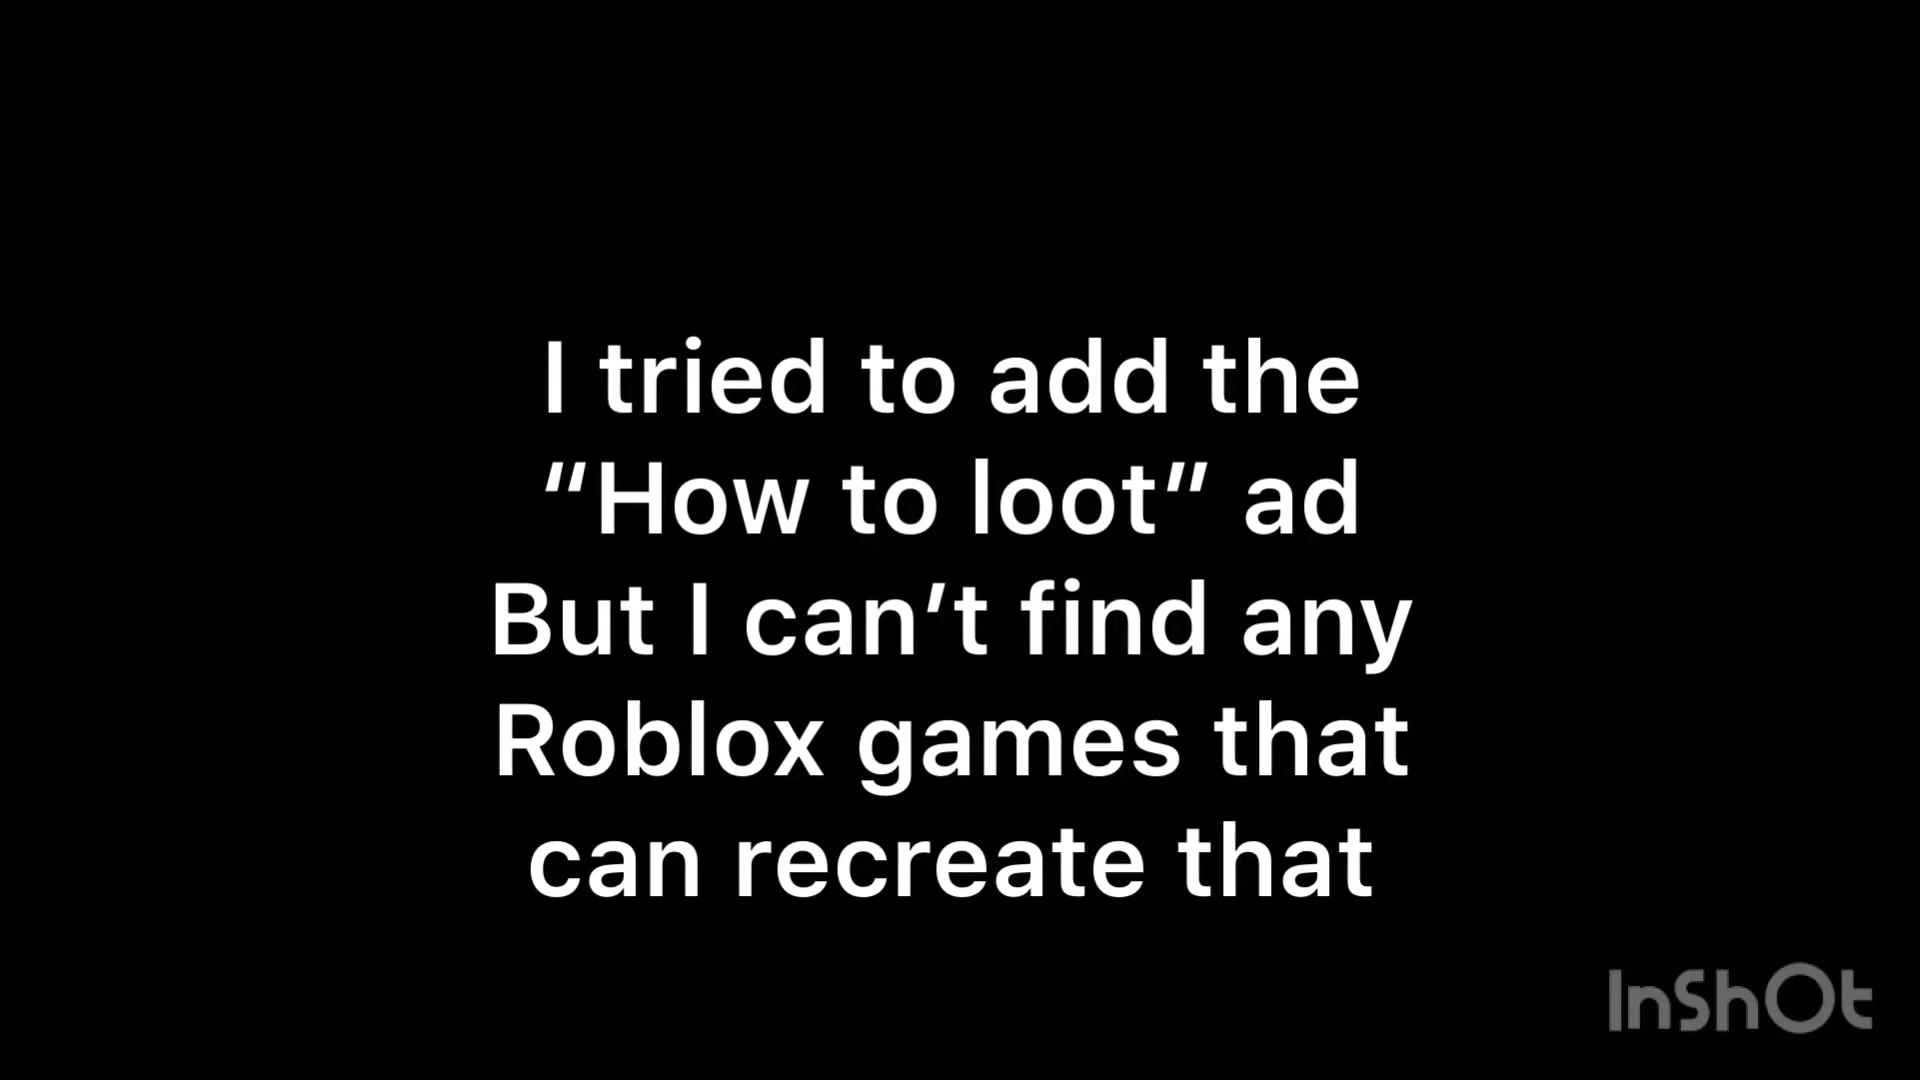 I tried to add the
“How to loot” ad
But I can’t find any
Roblox games that
can recreate that
InShOt